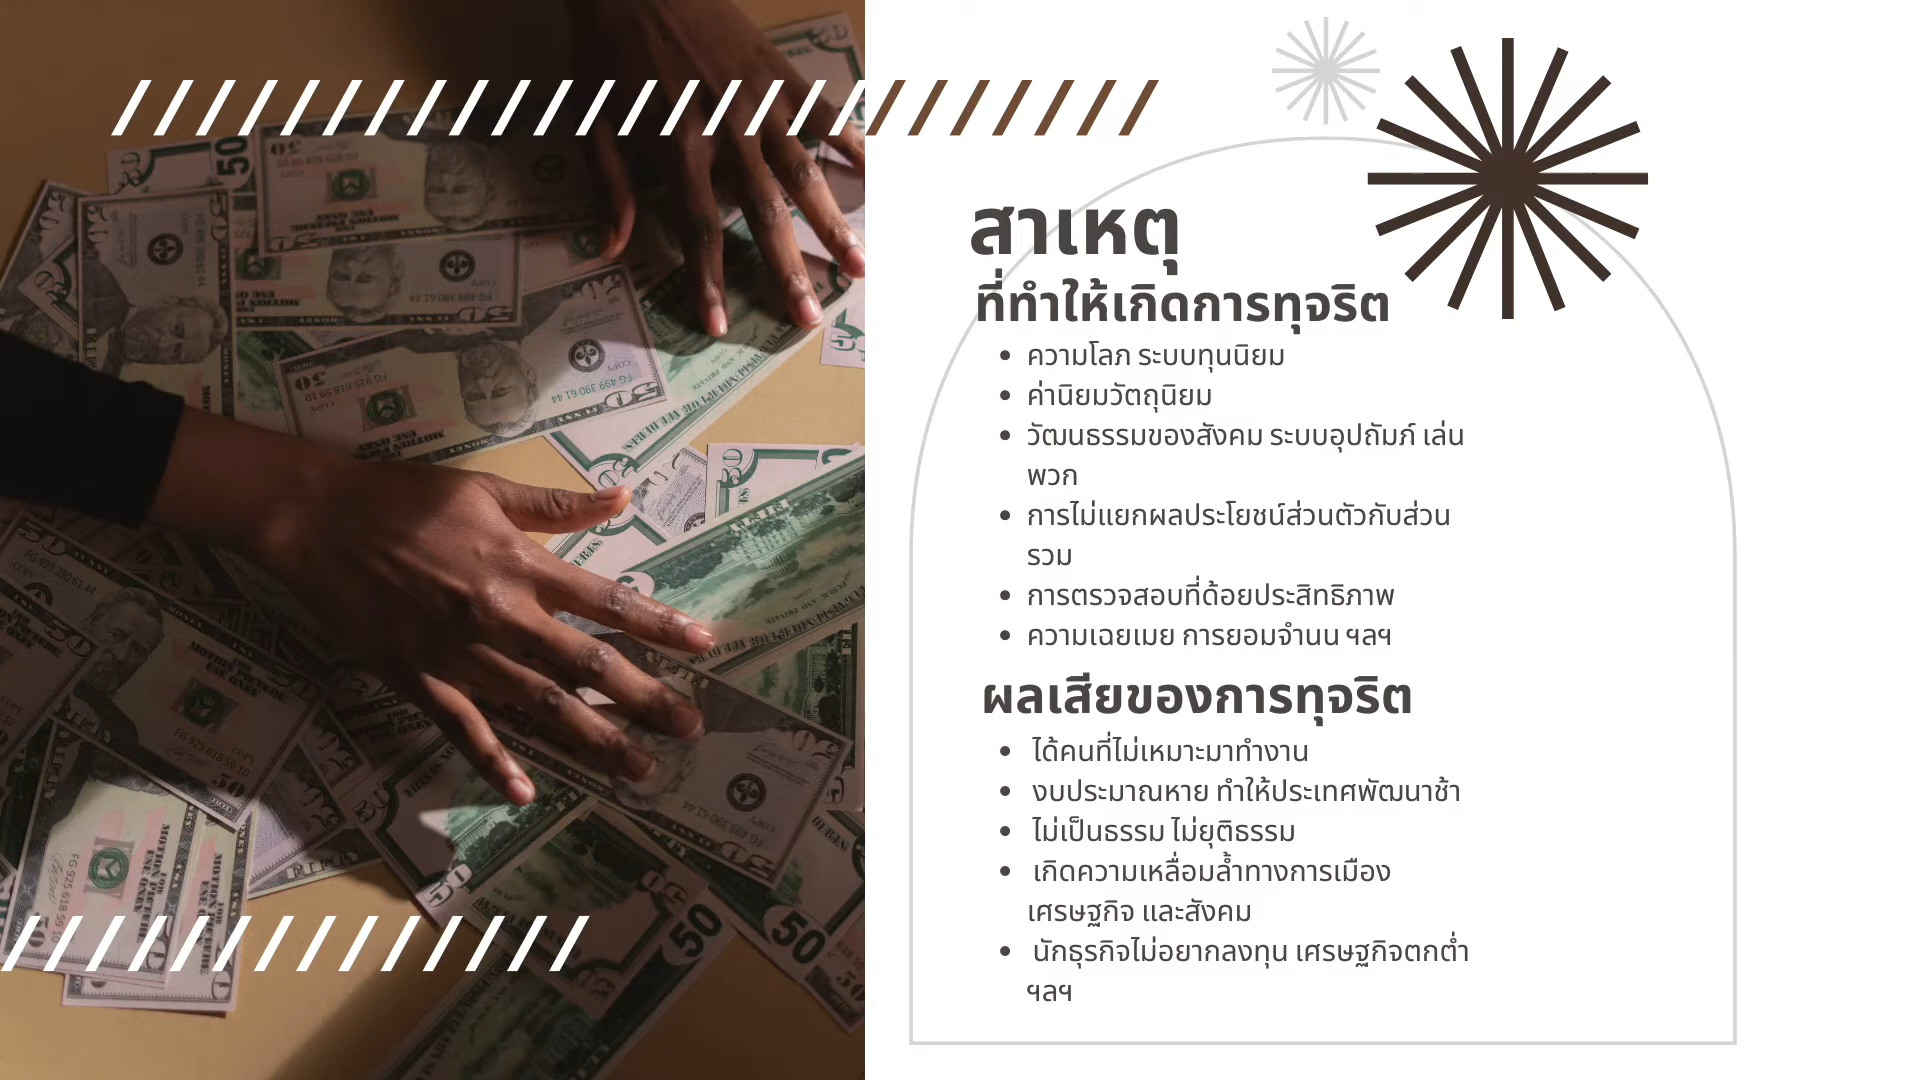 สาเหตุ
ที่ทำให้เกิดการทุจริต
• ความโลภ ระบบทุนนิยม
• ค่านิยมวัตถุนิยม
• วัฒนธรรมของสังคม ระบบอุปถัมภ์ เล่น
พวก
• การไม่แยกผลประโยชน์ส่วนตัวกับส่วน
รวม
• การตรวจสอบที่ด้อยประสิทธิภาพ
• ความเฉยเมย การยอมจำนน ฯลฯ
ผลเสียของการทุจริต
• ได้คนที่ไม่เหมาะมาทำงาน
• งบประมาณหาย ทำให้ประเทศพัฒนาช้า
• ไม่เป็นธรรม ไม่ยุติธรรม
• เกิดความเหลื่อมล้ำทางการเมือง
เศรษฐกิจ และสังคม
• นักธุรกิจไม่อยากลงทุน เศรษฐกิจตกต่ำ
ฯลฯ